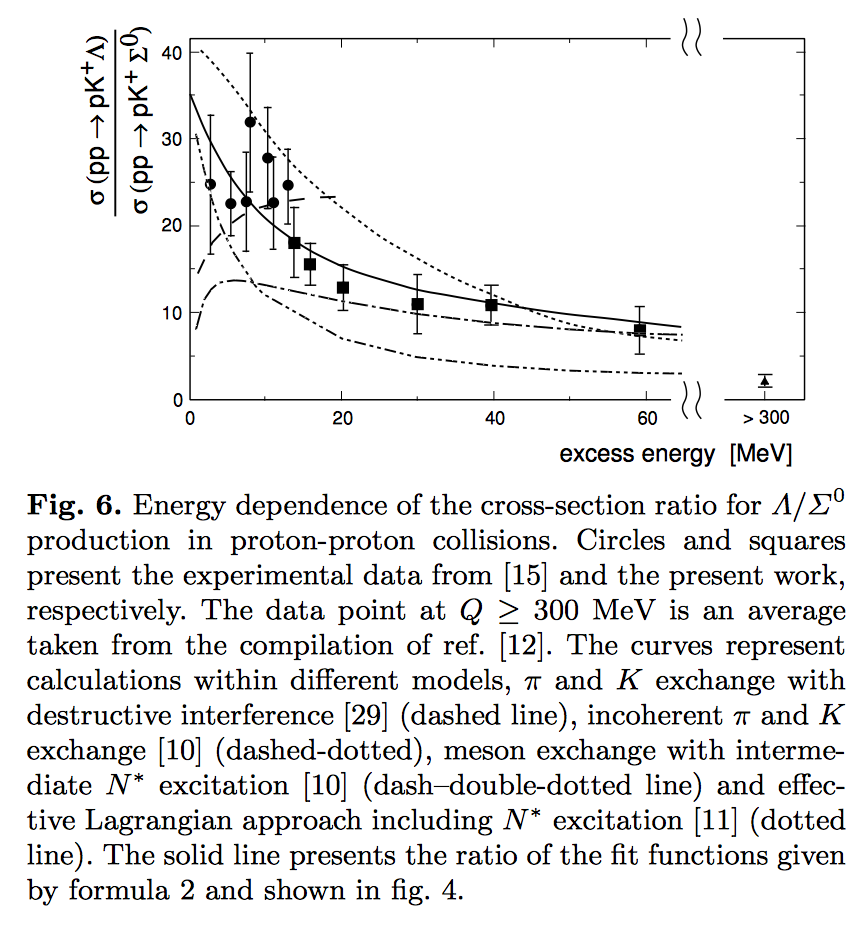 σ (pp → pK⁺Λ)
σ (pp → pK⁺ Σ⁰)
40
30
20
10
0
0 20 40 60 > 300
excess energy [MeV]
Fig. 6. Energy dependence of the cross-section ratio for Λ/Σ⁰
production in proton-proton collisions. Circles and squares
present the experimental data from [15] and the present work,
respectively. The data point at Q ≥ 300 MeV is an average
taken from the compilation of ref. [12]. The curves represent
calculations within different models, π and K exchange with
destructive interference [29] (dashed line), incoherent π and K
exchange [10] (dashed-dotted), meson exchange with interme-
diate N* excitation [10] (dash–double-dotted line) and effec-
tive Lagrangian approach including N* excitation [11] (dotted
line). The solid line presents the ratio of the fit functions given
by formula 2 and shown in fig. 4.